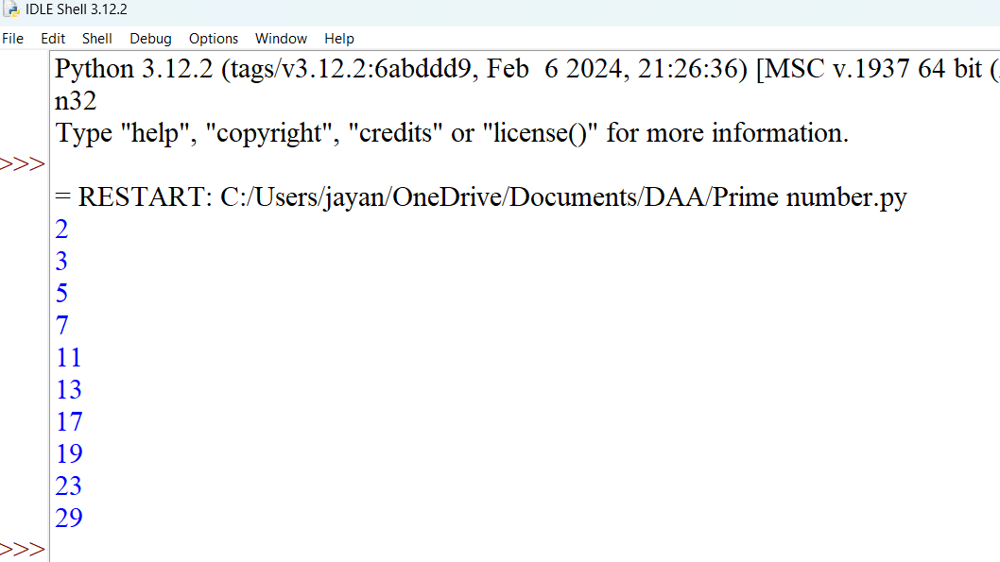 IDLE Shell 3.12.2
File Edit Shell Debug Options Window Help
Python 3.12.2 (tags/v3.12.2:6abddd9, Feb  6 2024, 21:26:36) [MSC v.1937 64 bit (
n32
Type "help", "copyright", "credits" or "license()" for more information.
>>>
= RESTART: C:/Users/jayan/OneDrive/Documents/DAA/Prime number.py
2
3
5
7
11
13
17
19
23
29
>>>